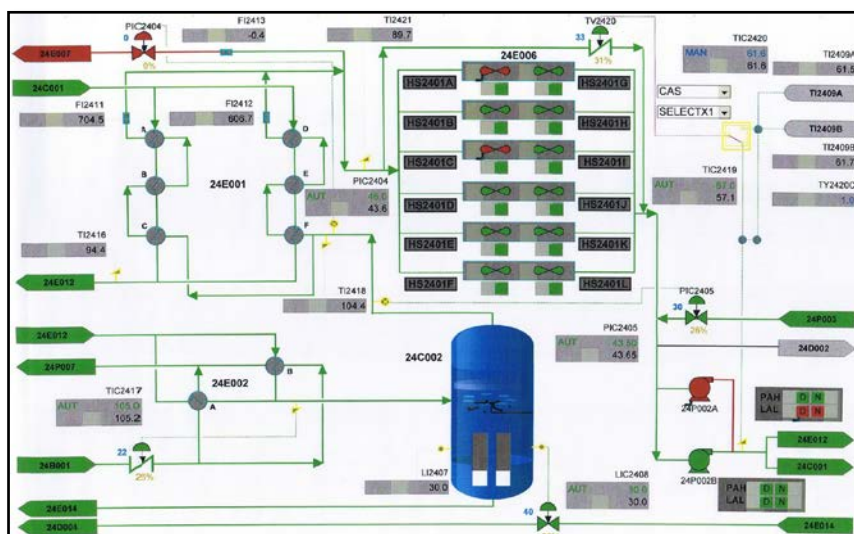 PIC2404
0
0%
24E007
FI2413
-0.4
TI2421
89.7
24E006
TV2420
33
31%
TIC2420
MAN 61.6
61.6
TI2409A
61.5
24C001
FI2411
704.5
FI2412
606.7
HS2401A
HS2401G
CAS
SELECTX1
TI2409A
TI2409B
TI2409B
61.7
A
D
HS2401B
HS2401H
24E001
B
E
HS2401C
HS2401I
PIC2404
AUT
43.6
TIC2419
AUT 57.0
57.1
TY2420C
HS2401D
HS2401J
C
F
TI2416
94.4
HS2401E
HS2401K
24E012
HS2401F
HS2401L
TI2418
104.4
PIC2405
30
26%
24P003
24E012
24C002
PIC2405
AUT 43.50
43.65
24D002
24P007
24E002
B
A
TIC2417
AUT 105.0
105.2
24P002A
PAH D N
LAL D N
22
25%
24B001
24E012
24C001
24P002B
PAH D N
LAL D N
LI2407
30.0
LIC2408
AUT 30.0
30.0
24E014
24D004
40
24E014